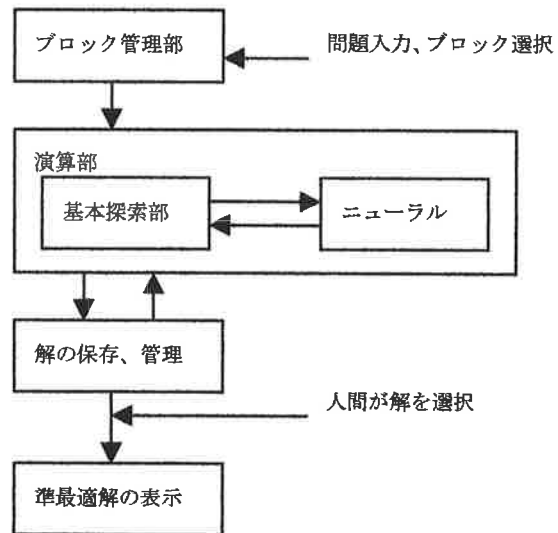 ブロック管理部
問題入力、ブロック選択
演算部
基本探索部
ニューラル
解の保存、管理
人間が解を選択
準最適解の表示